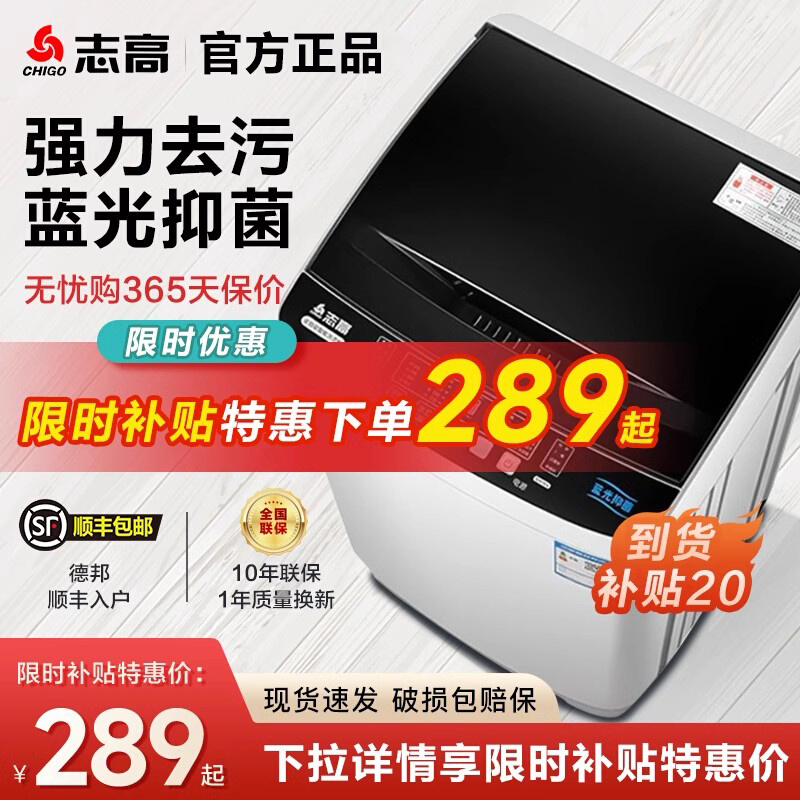 CHIGO 志高 官方正品
强力去污
蓝光抑菌
无忧购365天保价
限时优惠
志高
限时补贴特惠下单289起
电源
蓝光抑菌
SF 顺丰包邮
德邦
顺丰入户
全国
联保
10年联保
1年质量换新
到货
补贴20
限时补贴特惠价：
¥289起
现货速发 破损包赔保
下拉详情享限时补贴特惠价